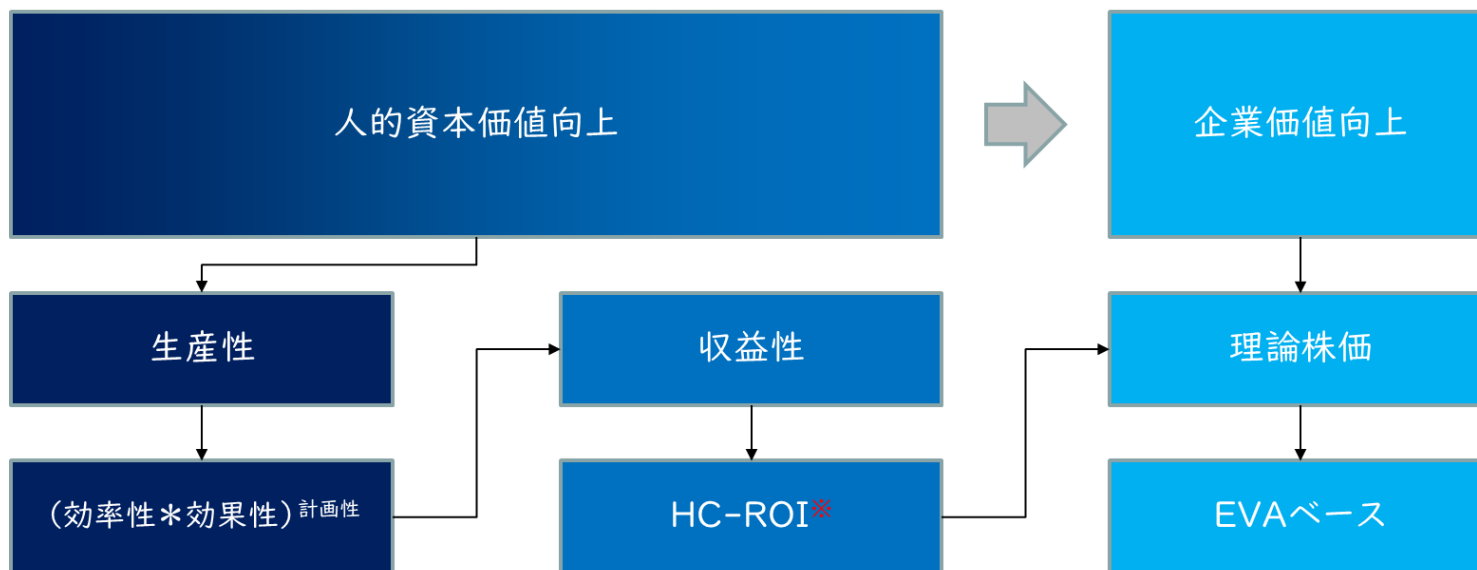 人的資本価値向上
企業価値向上
生産性
収益性
理論株価
(効率性*効果性)計画性
HC-ROI※
EVAベース